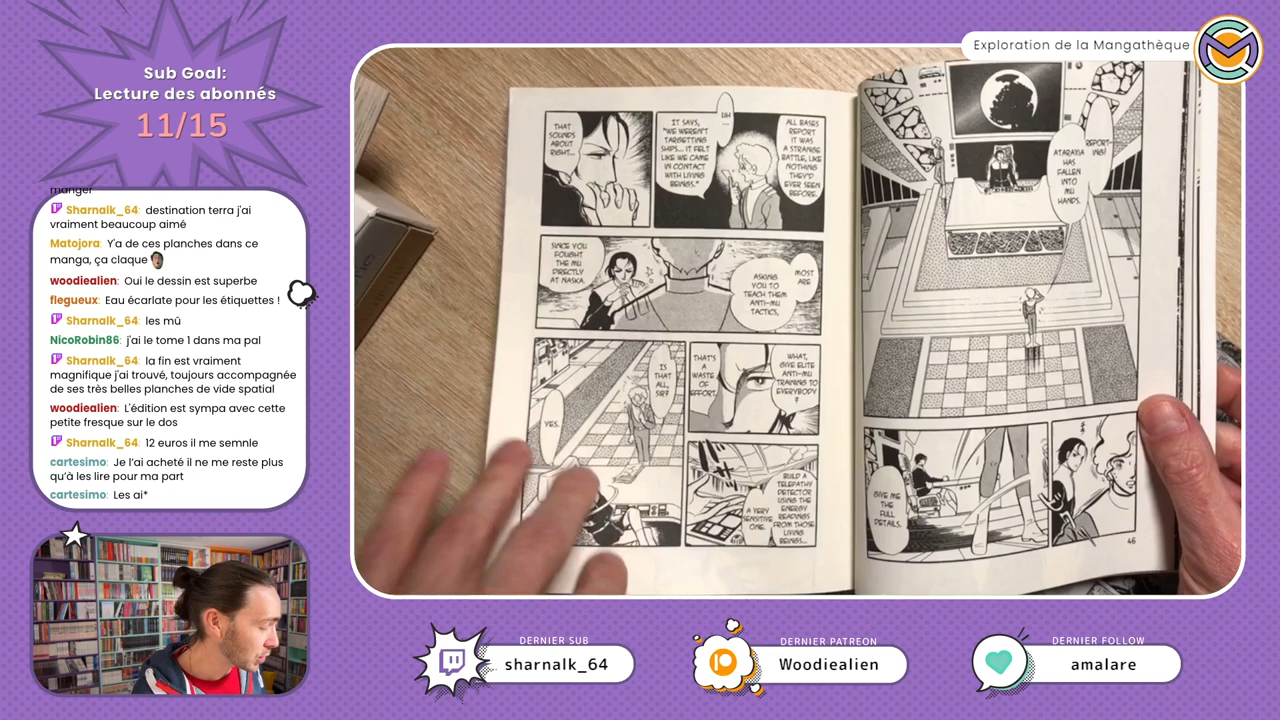 Sub Goal:
Lecture des abonnés
11/15
manger
Sharnalk_64: destination terra j'ai
vraiment beaucoup aimé
Matojora: Y'a de ces planches dans ce
manga, ça claque
woodiealien: Oui le dessin est superbe
flegueux: Eau écarlate pour les étiquettes !
Sharnalk_64: les mû
NicoRobin86: j'ai le tome 1 dans ma pal
Sharnalk_64: la fin est vraiment
magnifique j'ai trouvé, toujours accompagnée
de ses très belles planches de vide spatial
woodiealien: L'édition est sympa avec cette
petite fresque sur le dos
Sharnalk_64: 12 euros il me semnle
cartesimo: Je l'ai acheté il ne me reste plus
qu'à les lire pour ma part
cartesimo: Les ai*
Exploration de la Mangathèque
REPORT-
ING!
ATARAXIA
HAS
FALLEN
INTO
MU
HANDS.
GIVE ME
THE
FULL
DETAILS.
46
ALL BASES
REPORT
IT WAS
A STRANGE
BATTLE, LIKE
NOTHING
THEY'D
EVER SEEN
BEFORE.
UH
IT SAYS,
"WE WEREN'T
TARGETTING
SHIPS... IT FELT
LIKE WE CAME
IN CONTACT
WITH LIVING
BEINGS."
THAT
SOUNDS
ABOUT
RIGHT...
MOST
ARE
ASKING
YOU TO
TEACH THEM
ANTI-MU
TACTICS,
SINCE YOU
FOUGHT
THE MU
DIRECTLY
AT NASKA.
WHAT,
GIVE ELITE
ANTI-MU
TRAINING TO
EVERYBODY
?
THAT'S
A
WASTE
OF
EFFORT.
IS
THAT
ALL,
SIR?
YES.
BUILD A
TELEPATHY
DETECTOR
USING THE
ENERGY
READINGS
FROM THOSE
LIVING
BEINGS...
A VERY
SENSITIVE
ONE.
DERNIER SUB
sharnalk_64
DERNIER PATREON
Woodiealien
DERNIER FOLLOW
amalare